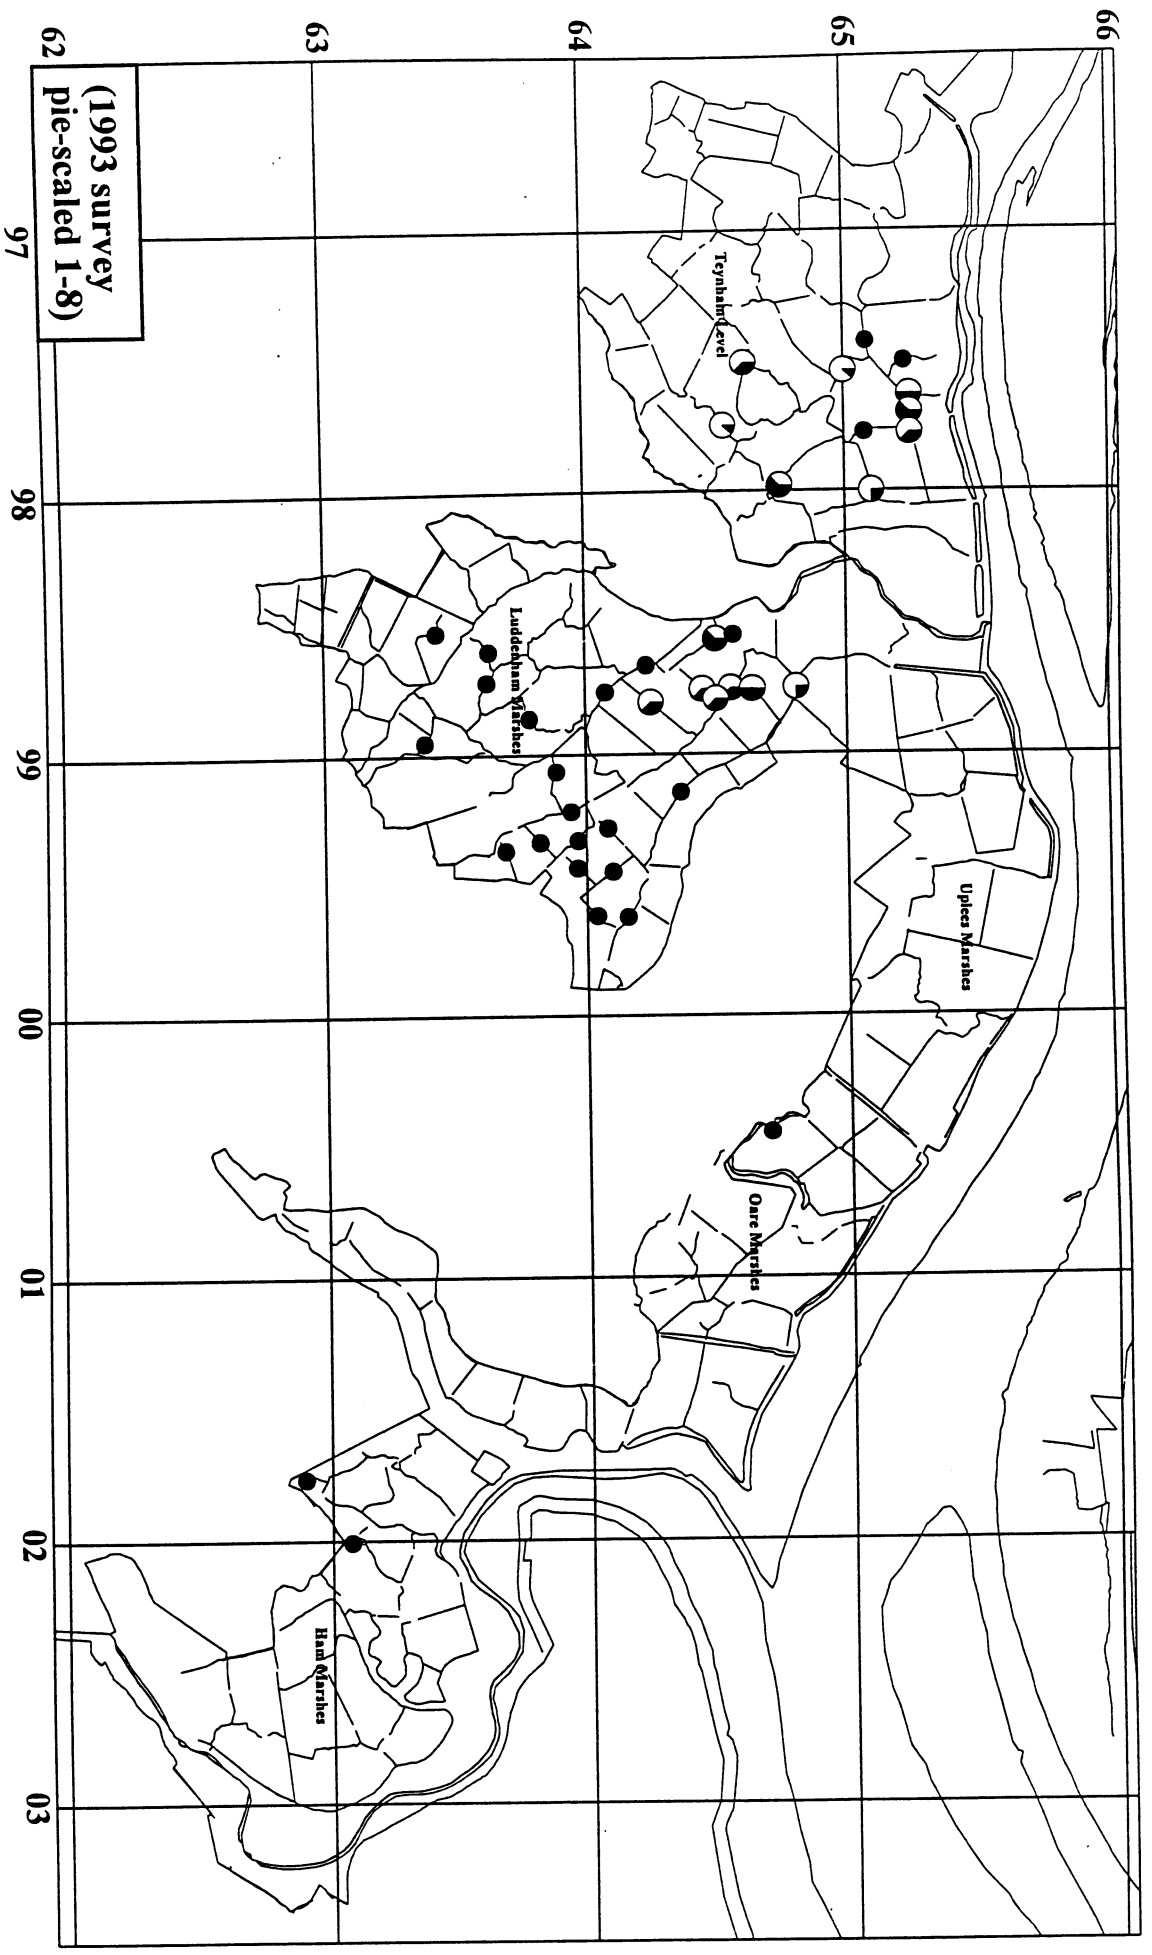 66
65
64
63
62
Teynham Level
Luddenham Marshes
Uplees Marshes
Oare Marshes
Ham Marshes
(1993 survey
pie-scaled 1-8)
97
98
99
00
01
02
03